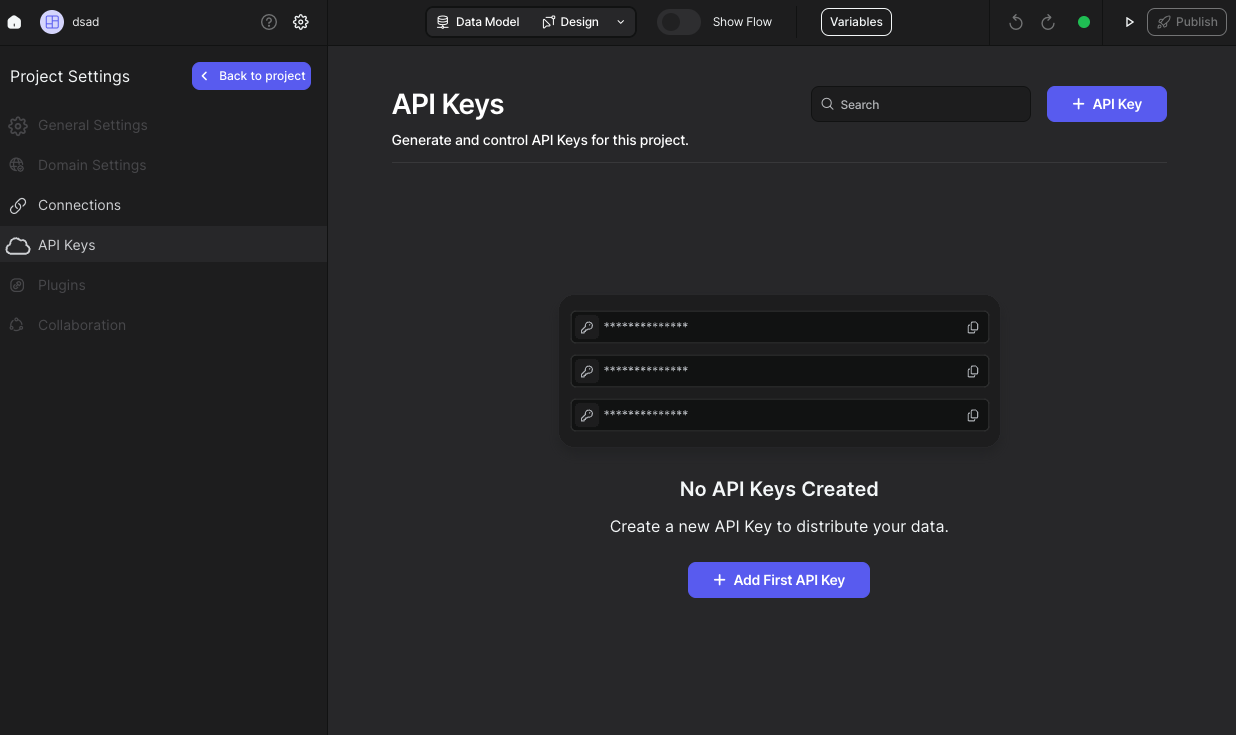 dsad
Data Model
Design
Show Flow
Variables
Publish
Project Settings
Back to project
General Settings
Domain Settings
Connections
API Keys
Plugins
Collaboration
API Keys
Search
API Key
Generate and control API Keys for this project.
**************
**************
**************
No API Keys Created
Create a new API Key to distribute your data.
Add First API Key